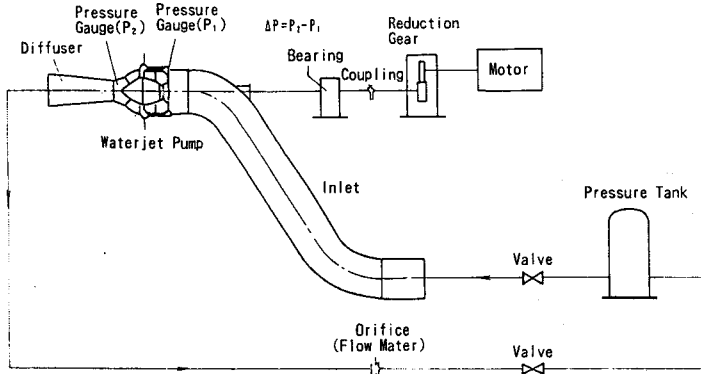 Pressure
Gauge(P₂)
Pressure
Gauge(P₁)
ΔP=P₂-P₁
Diffuser
Reduction
Gear
Bearing
Coupling
Motor
Waterjet Pump
Inlet
Pressure Tank
Valve
Orifice
(Flow Mater)
Valve